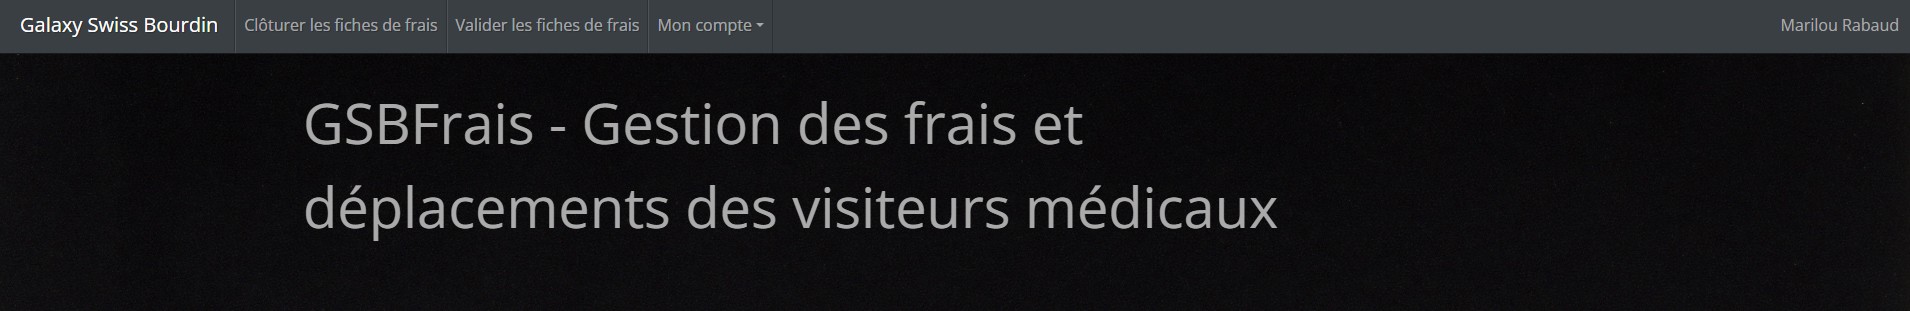 Galaxy Swiss Bourdin Clôturer les fiches de frais Valider les fiches de frais Mon compte Marilou Rabaud
GSBFrais - Gestion des frais et
déplacements des visiteurs médicaux